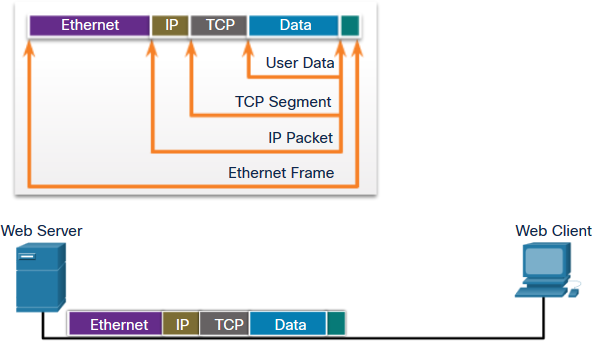 Ethernet IP TCP Data
User Data
TCP Segment
IP Packet
Ethernet Frame
Web Server Web Client
Ethernet IP TCP Data